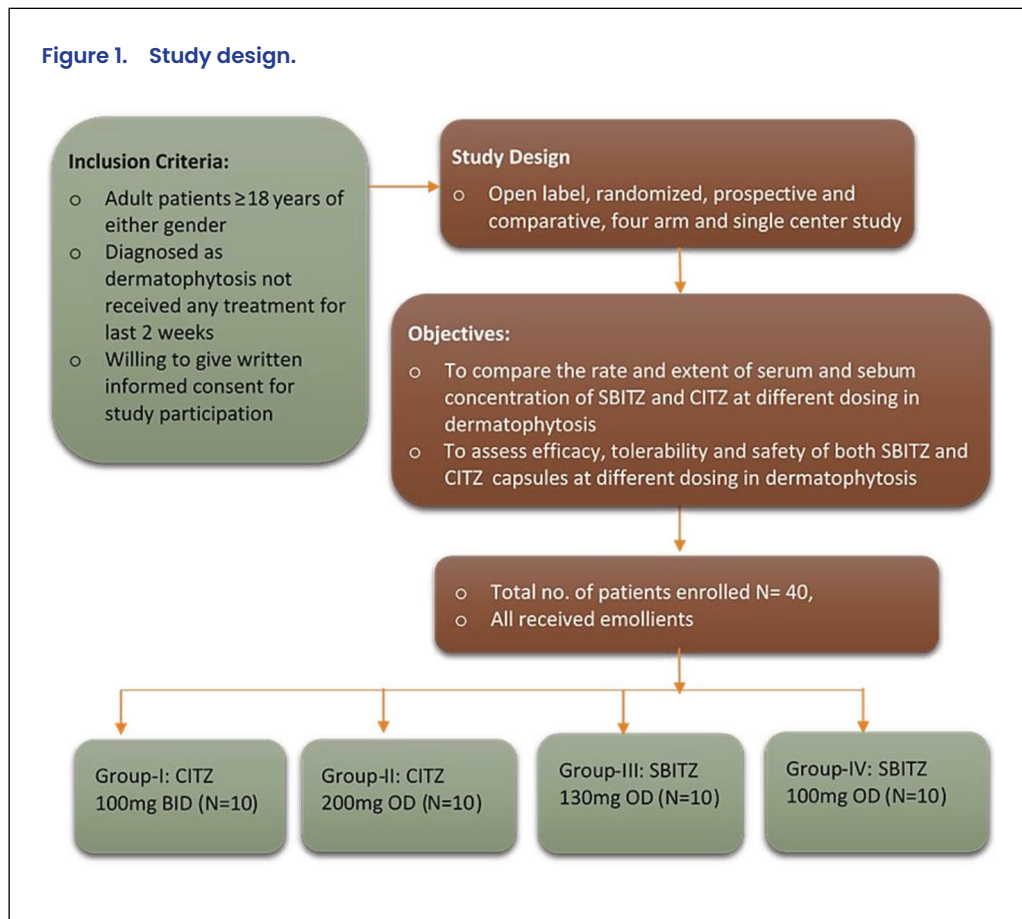 Figure 1. Study design.
Inclusion Criteria:
o Adult patients ≥18 years of
either gender
o Diagnosed as
dermatophytosis not
received any treatment for
last 2 weeks
o Willing to give written
informed consent for
study participation
Study Design
o Open label, randomized, prospective and
comparative, four arm and single center study
Objectives:
o To compare the rate and extent of serum and sebum
concentration of SBITZ and CITZ at different dosing in
dermatophytosis
o To assess efficacy, tolerability and safety of both SBITZ and
CITZ capsules at different dosing in dermatophytosis
o Total no. of patients enrolled N= 40,
o All received emollients
Group-I: CITZ
100mg BID (N=10)
Group-II: CITZ
200mg OD (N=10)
Group-III: SBITZ
130mg OD (N=10)
Group-IV: SBITZ
100mg OD (N=10)